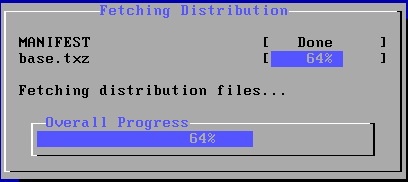 Fetching Distribution
MANIFEST [ Done ]
base.txz [ 64% ]
Fetching distribution files...
Overall Progress
64%